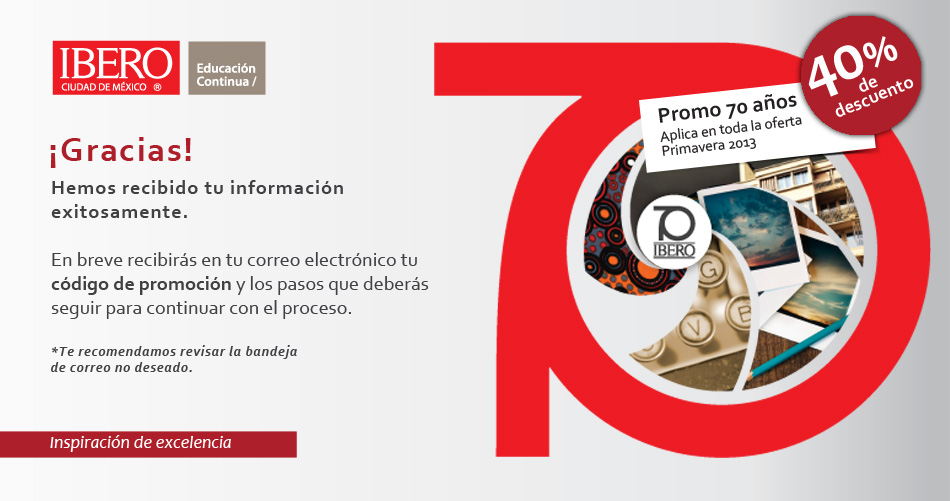 IBERO
CIUDAD DE MÉXICO ®
Educación
Continua /
¡Gracias!
Hemos recibido tu información
exitosamente.
En breve recibirás en tu correo electrónico tu
código de promoción y los pasos que deberás
seguir para continuar con el proceso.
*Te recomendamos revisar la bandeja
de correo no deseado.
Inspiración de excelencia
40%
de
descuento
Promo 70 años
Aplica en toda la oferta
Primavera 2013
70
IBERO
G
V
B